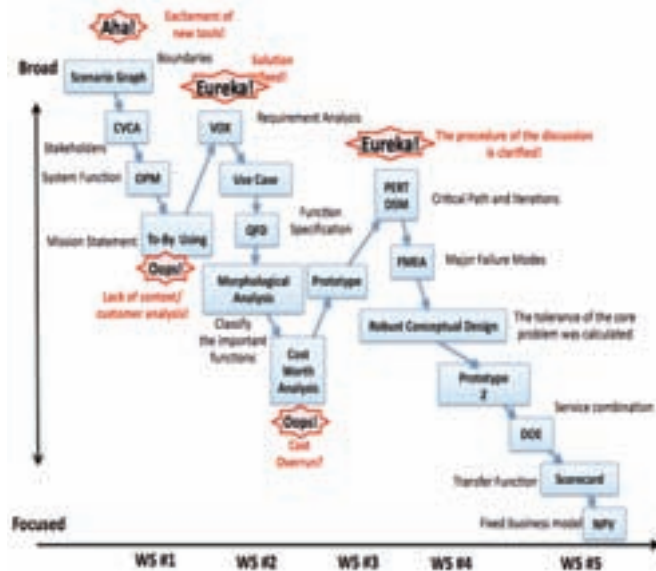 Aha!
Excitement of
new tools!
Broad
Boundaries
Scenario Graph
Solution
Eureka!
CVCA
VOX
Requirement Analysis
Eureka!
The procedure of the discussion
is clarified!
Stakeholders
System Function
OPM
Use Case
PERT
DSM
Critical Path and Iterations
Mission Statement
To-By Using
QFD
Function
Specification
Oops!
FMEA
Major Failure Modes
Lack of context/
customer analysis!
Morphological
Analysis
Prototype
Classify
the important
functions
Robust Conceptual Design
The tolerance of the core
problem was calculated
Cost
Worth
Analysis
Prototype
2
Oops!
Cost
Overrun?
Service combination
DOE
Transfer Function
Scorecard
Focused
Fixed business model
NPV
WS #1
WS #2
WS #3
WS #4
WS #5